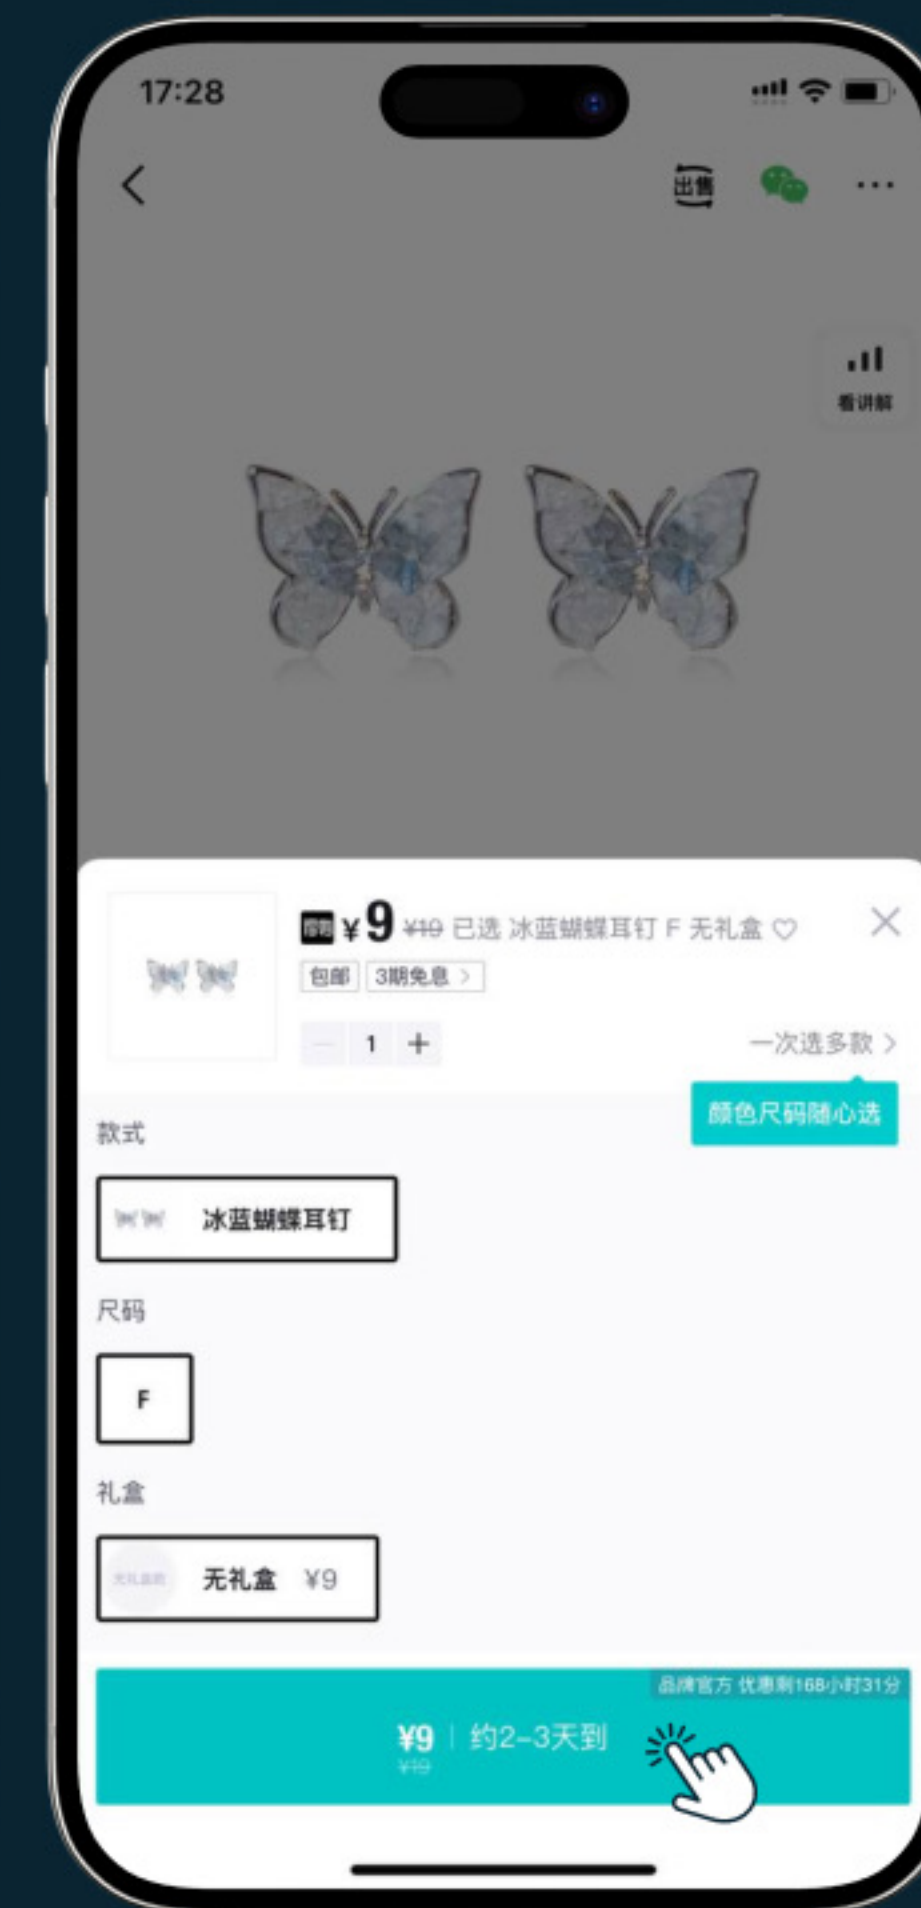 17:28
出售
看讲解
¥9 ¥19 已选 冰蓝蝴蝶耳钉 F 无礼盒
包邮 3期免息 >
1 + 一次选多款 >
颜色尺码随心选
款式
冰蓝蝴蝶耳钉
尺码
F
礼盒
无礼盒 ¥9
品牌官方 优惠剩168小时31分
¥9 约2-3天到
¥19